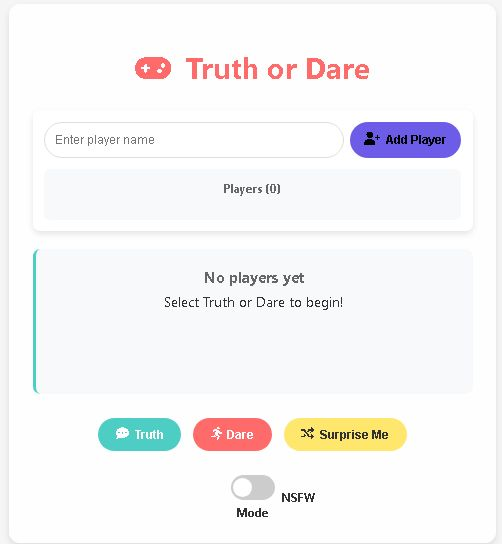 Truth or Dare
Enter player name
Add Player
Players (0)
No players yet
Select Truth or Dare to begin!
Truth
Dare
Surprise Me
NSFW
Mode